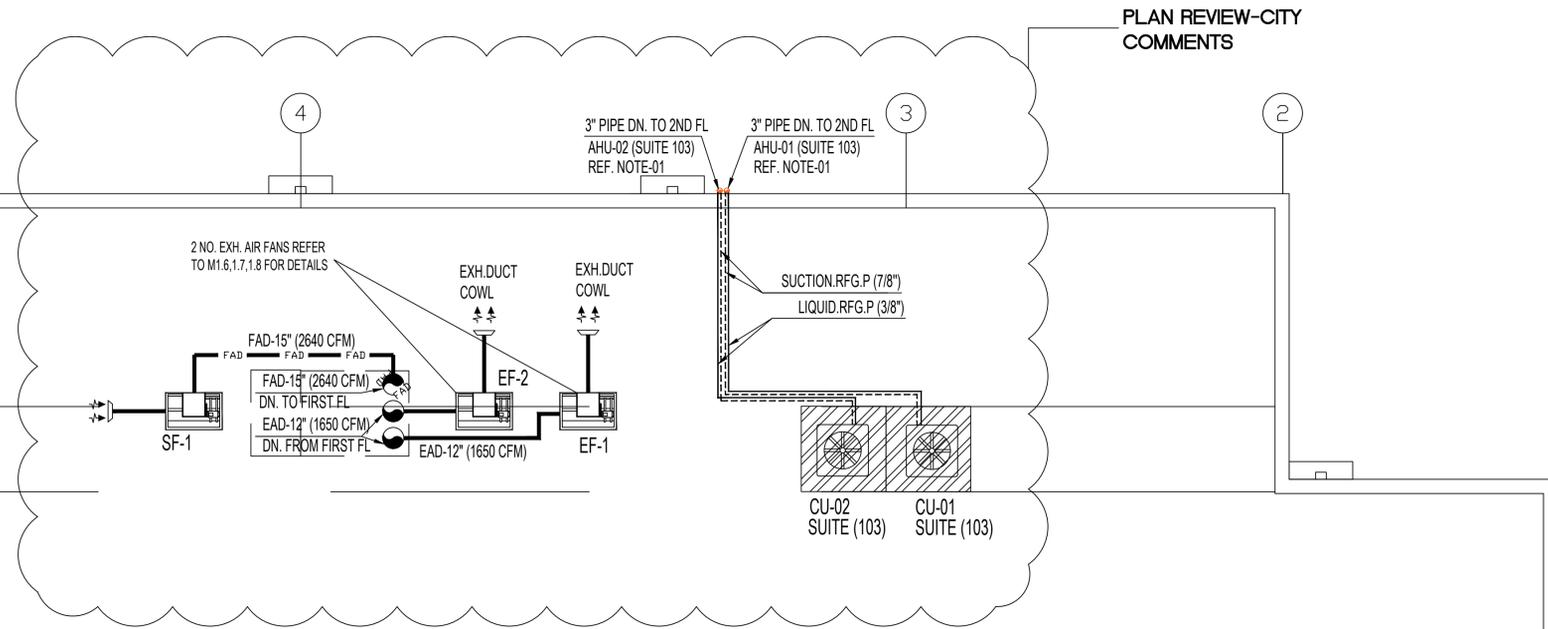 PLAN REVIEW-CITY
COMMENTS
4
3
2
3" PIPE DN. TO 2ND FL
AHU-02 (SUITE 103)
REF. NOTE-01
3" PIPE DN. TO 2ND FL
AHU-01 (SUITE 103)
REF. NOTE-01
2 NO. EXH. AIR FANS REFER
TO M1.6,1.7,1.8 FOR DETAILS
EXH.DUCT
COWL
EXH.DUCT
COWL
SUCTION.RFG.P (7/8")
LIQUID.RFG.P (3/8")
FAD-15" (2640 CFM)
FAD
FAD
FAD
FAD-15" (2640 CFM)
DN. TO FIRST FL
FAD
EAD-12" (1650 CFM)
DN. FROM FIRST FL
EAD-12" (1650 CFM)
EF-2
SF-1
EF-1
CU-02
SUITE (103)
CU-01
SUITE (103)